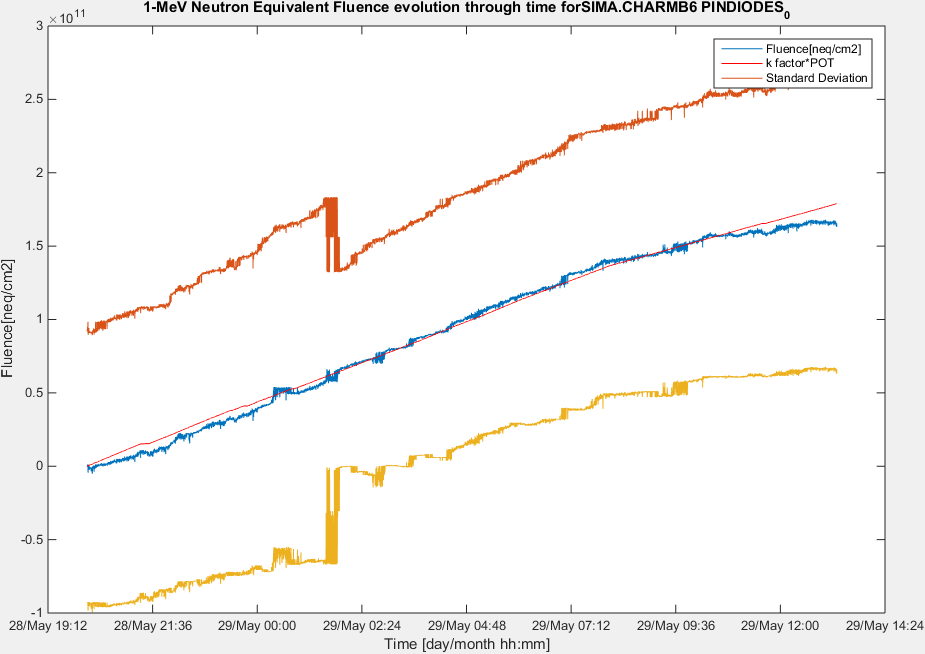 1-MeV Neutron Equivalent Fluence evolution through time forSIMA.CHARMB6 PINDIODES0
× 10^11
Fluence[neq/cm2]
k factor*POT
Standard Deviation
3
2.5
2
1.5
1
0.5
0
-0.5
-1
Fluence[neq/cm2]
28/May 19:12 28/May 21:36 29/May 00:00 29/May 02:24 29/May 04:48 29/May 07:12 29/May 09:36 29/May 12:00 29/May 14:24
Time [day/month hh:mm]